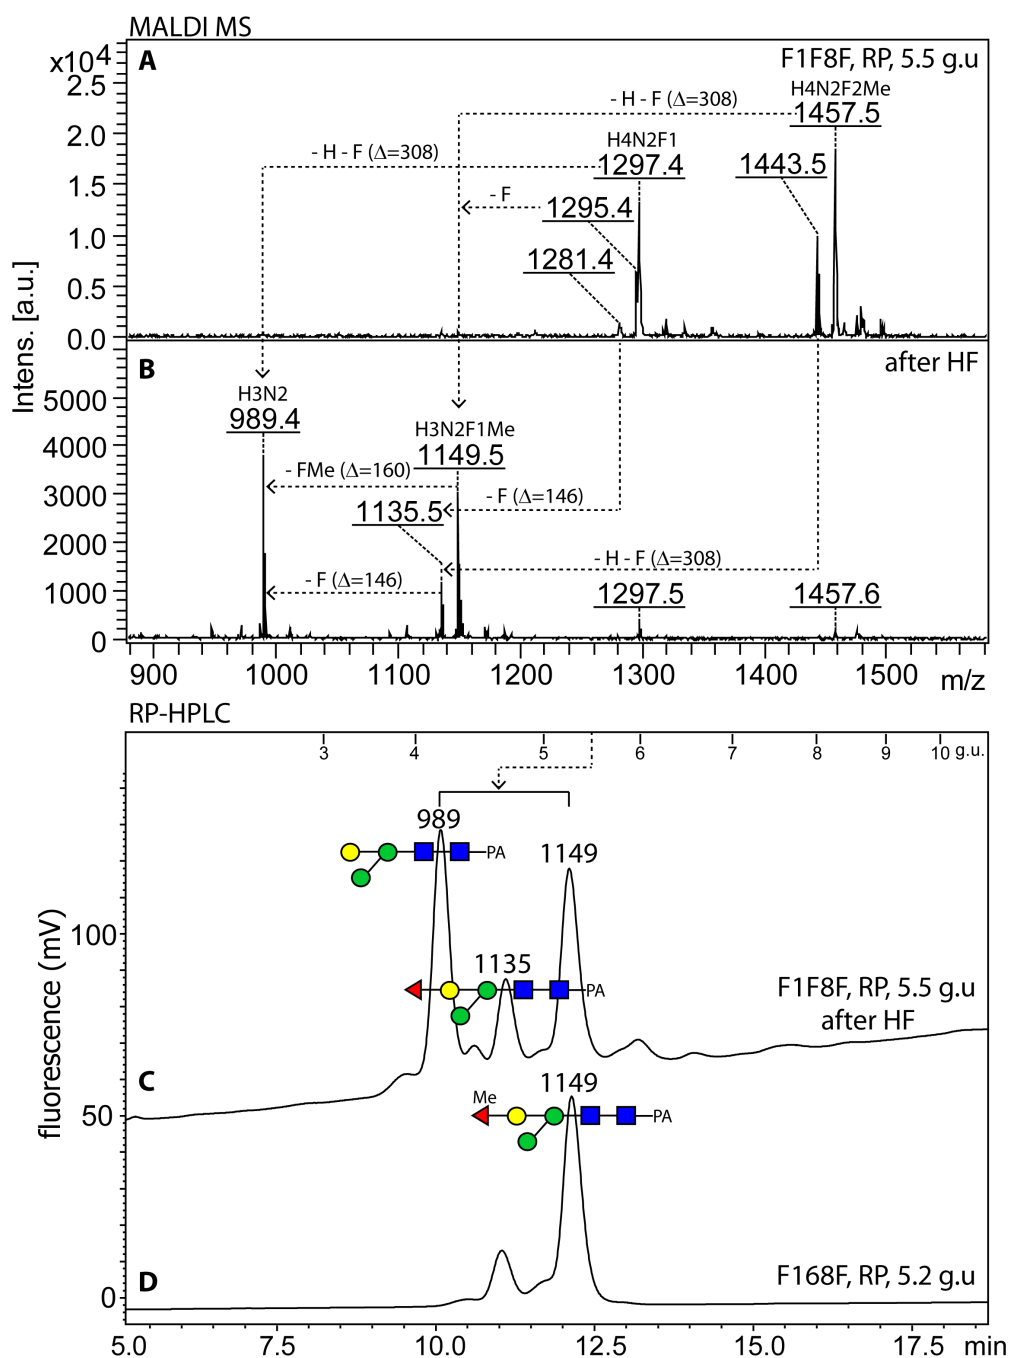 MALDI MS
x10⁴
A
F1F8F, RP, 5.5 g.u
H4N2F2Me
1457.5
- H - F (Δ=308)
H4N2F1
1297.4
- H - F (Δ=308)
1443.5
- F
1295.4
1281.4
2.5
2.0
1.5
1.0
0.5
0.0
Intens. [a.u.]
B
after HF
H3N2
989.4
H3N2F1Me
1149.5
- FMe (Δ=160)
- F (Δ=146)
1135.5
- H - F (Δ=308)
- F (Δ=146)
1297.5
1457.6
5000
4000
3000
2000
1000
0
900 1000 1100 1200 1300 1400 1500 m/z
RP-HPLC
3 4 5 6 7 8 9 10 g.u.
989
PA
1149
1135
PA
F1F8F, RP, 5.5 g.u
after HF
C
1149
Me
PA
D
F168F, RP, 5.2 g.u
fluorescence (mV)
100
50
0
5.0 7.5 10.0 12.5 15.0 17.5 min